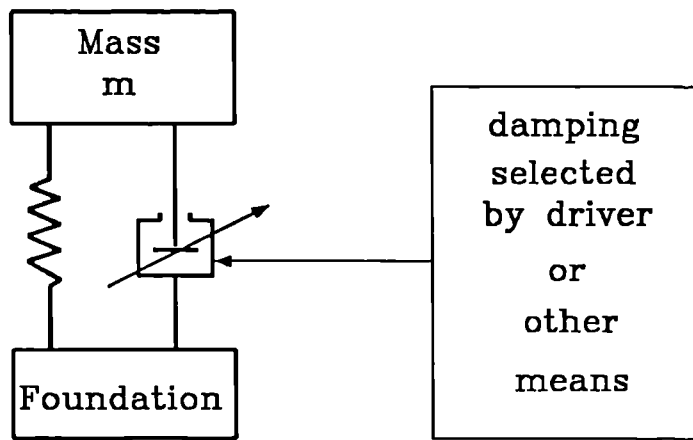 Mass
m
damping
selected
by driver
or
other
means
Foundation